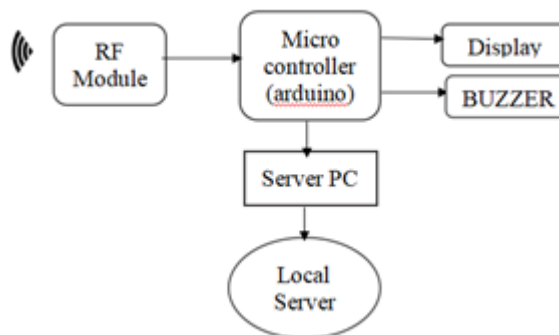 RF
Module
Micro
controller
(arduino)
Display
BUZZER
Server PC
Local
Server